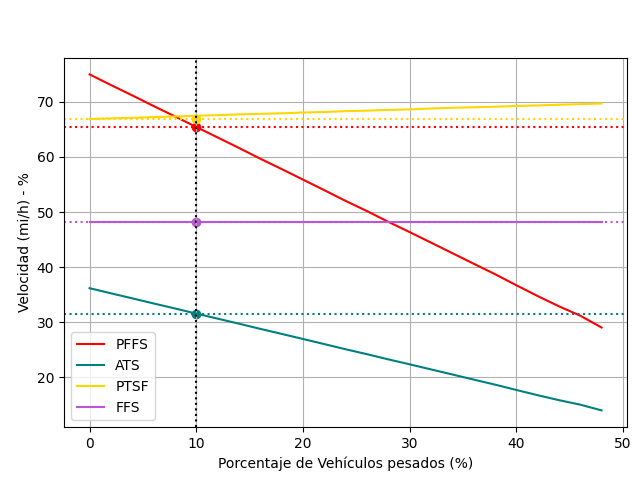 Velocidad (mi/h) - %
70
60
50
40
30
20
PFFS
ATS
PTSF
FFS
0
10
20
30
40
50
Porcentaje de Vehículos pesados (%)